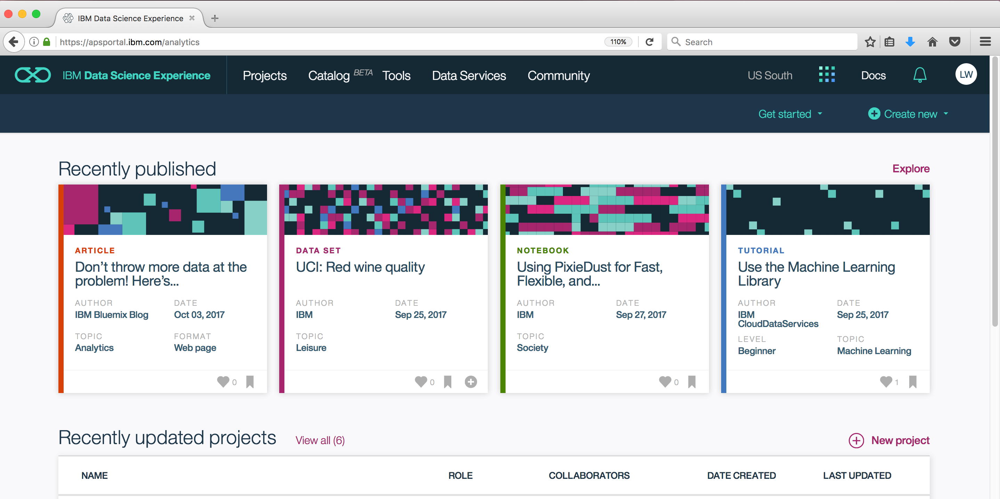 IBM Data Science Experience
https://apsportal.ibm.com/analytics
110%
Search
IBM Data Science Experience
Projects
Catalog BETA
Tools
Data Services
Community
US South
Docs
LW
Get started
Create new
Recently published
Explore
ARTICLE
Don’t throw more data at the
problem! Here’s...
AUTHOR
DATE
IBM Bluemix Blog
Oct 03, 2017
TOPIC
FORMAT
Analytics
Web page
0
DATA SET
UCI: Red wine quality
AUTHOR
DATE
IBM
Sep 25, 2017
TOPIC
Leisure
0
NOTEBOOK
Using PixieDust for Fast,
Flexible, and...
AUTHOR
DATE
IBM
Sep 27, 2017
TOPIC
Society
0
TUTORIAL
Use the Machine Learning
Library
AUTHOR
DATE
IBM
CloudDataServices
Sep 25, 2017
LEVEL
TOPIC
Beginner
Machine Learning
1
Recently updated projects
View all (6)
New project
NAME
ROLE
COLLABORATORS
DATE CREATED
LAST UPDATED